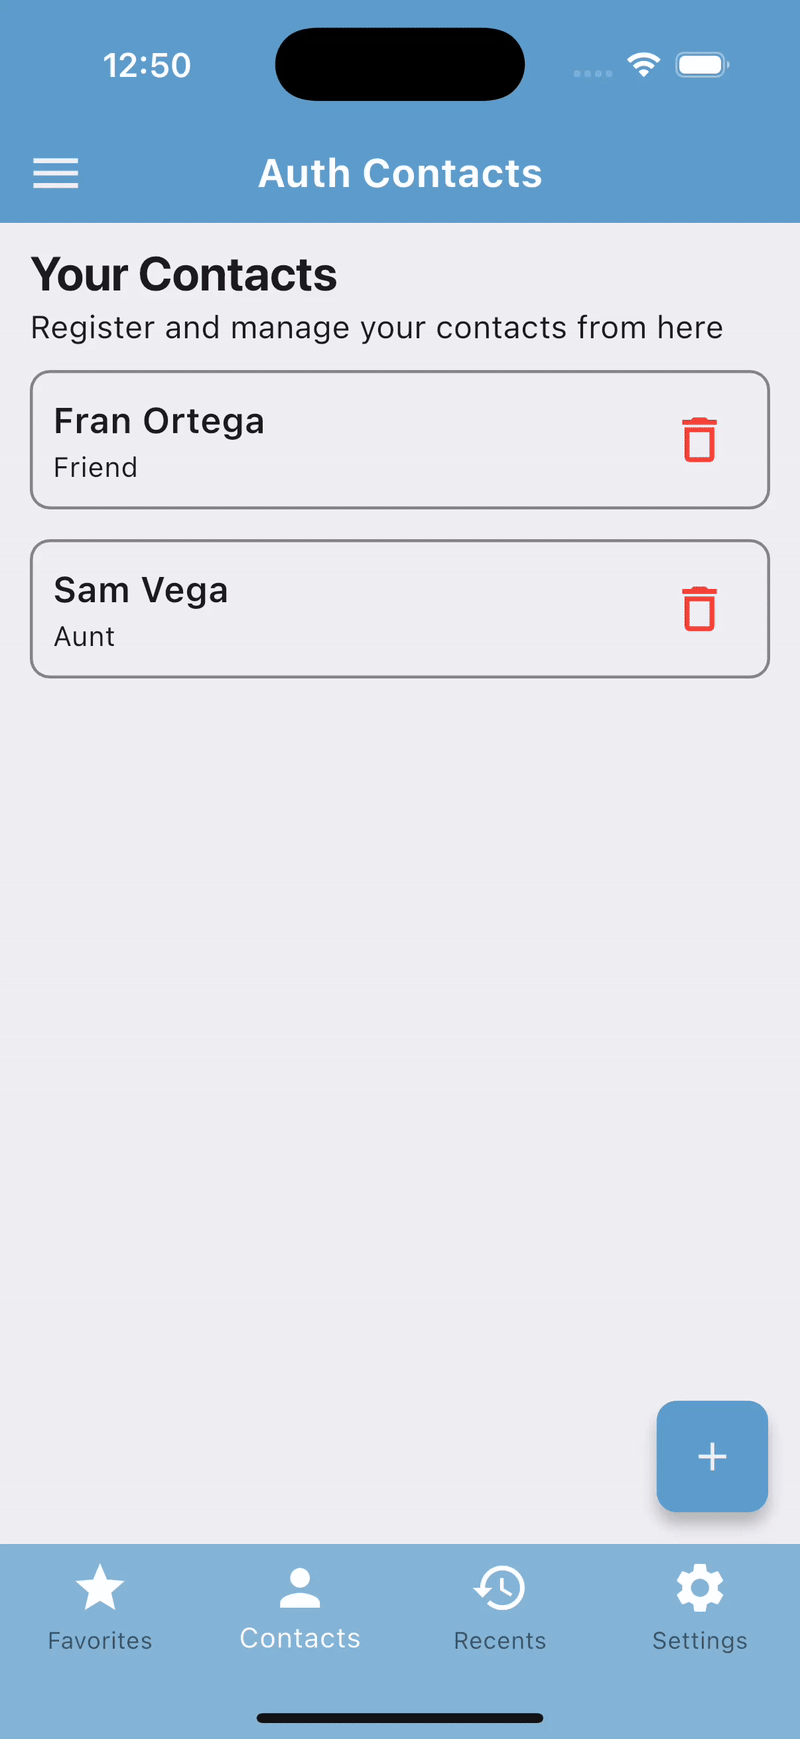 12:50
Auth Contacts
Your Contacts
Register and manage your contacts from here
Fran Ortega
Friend
Sam Vega
Aunt
Favorites
Contacts
Recents
Settings